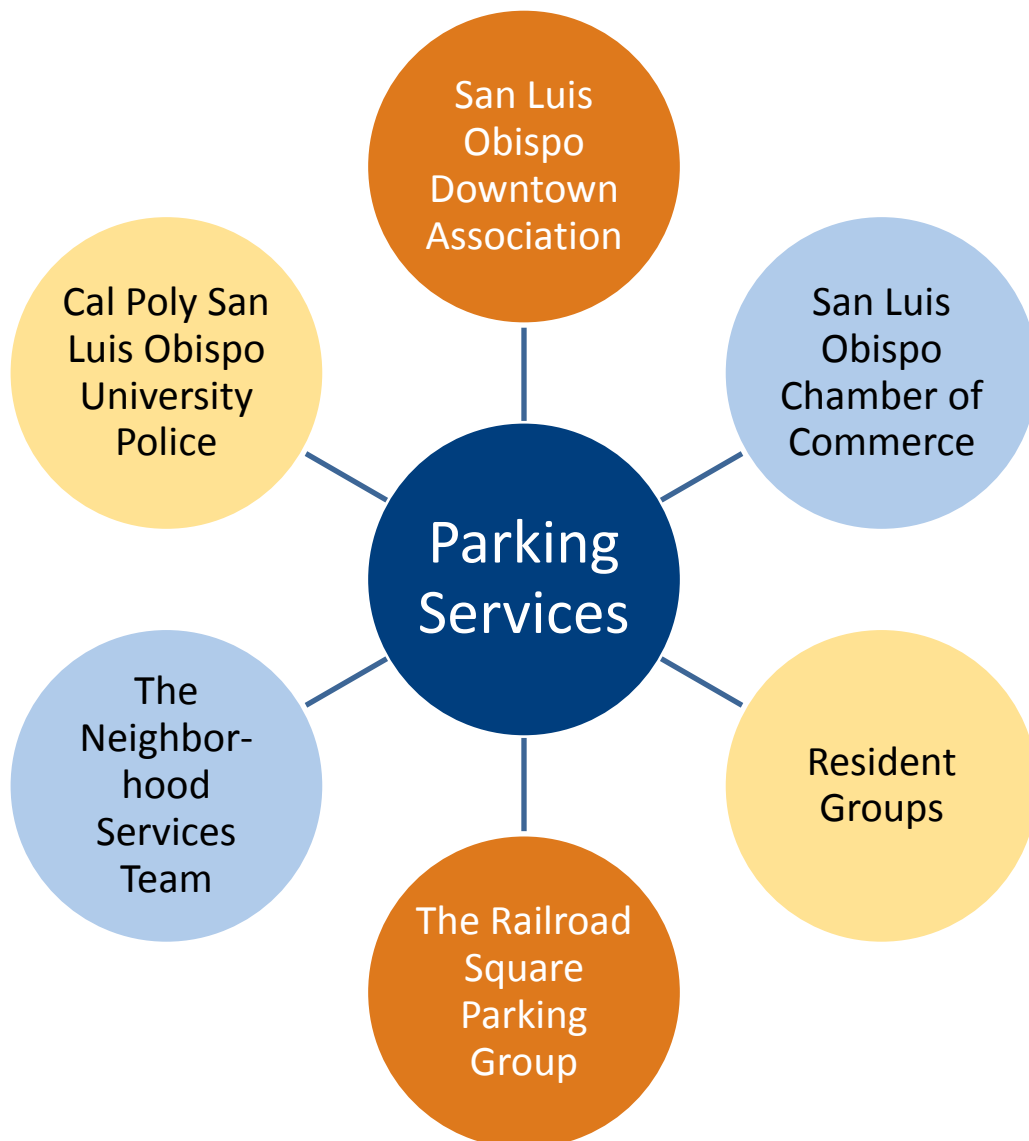 San Luis
Obispo
Downtown
Association
Cal Poly San
Luis Obispo
University
Police
San Luis
Obispo
Chamber of
Commerce
Parking
Services
The
Neighbor-
hood
Services
Team
Resident
Groups
The Railroad
Square
Parking
Group